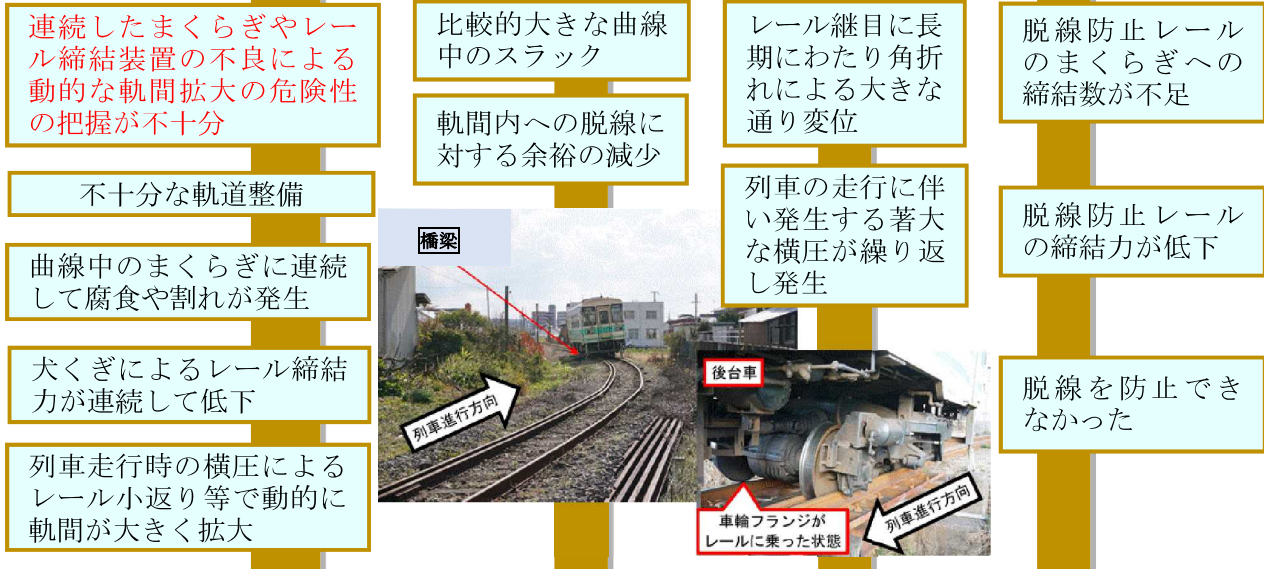 連続したまくらぎやレー
ル締結装置の不良による
動的な軌間拡大の危険性
の把握が不十分
不十分な軌道整備
曲線中のまくらぎに連続
して腐食や割れが発生
犬くぎによるレール締結
力が連続して低下
列車走行時の横圧による
レール小返り等で動的に
軌間が大きく拡大
比較的大きな曲線
中のスラック
軌間内への脱線に
対する余裕の減少
橋梁
列車進行方向
レール継目に長
期にわたり角折
れによる大きな
通り変位
列車の走行に伴
い発生する著大
な横圧が繰り返
し発生
後台車
車輪フランジが
レールに乗った状態
列車進行方向
脱線防止レール
のまくらぎへの
締結数が不足
脱線防止レール
の締結力が低下
脱線を防止でき
なかった